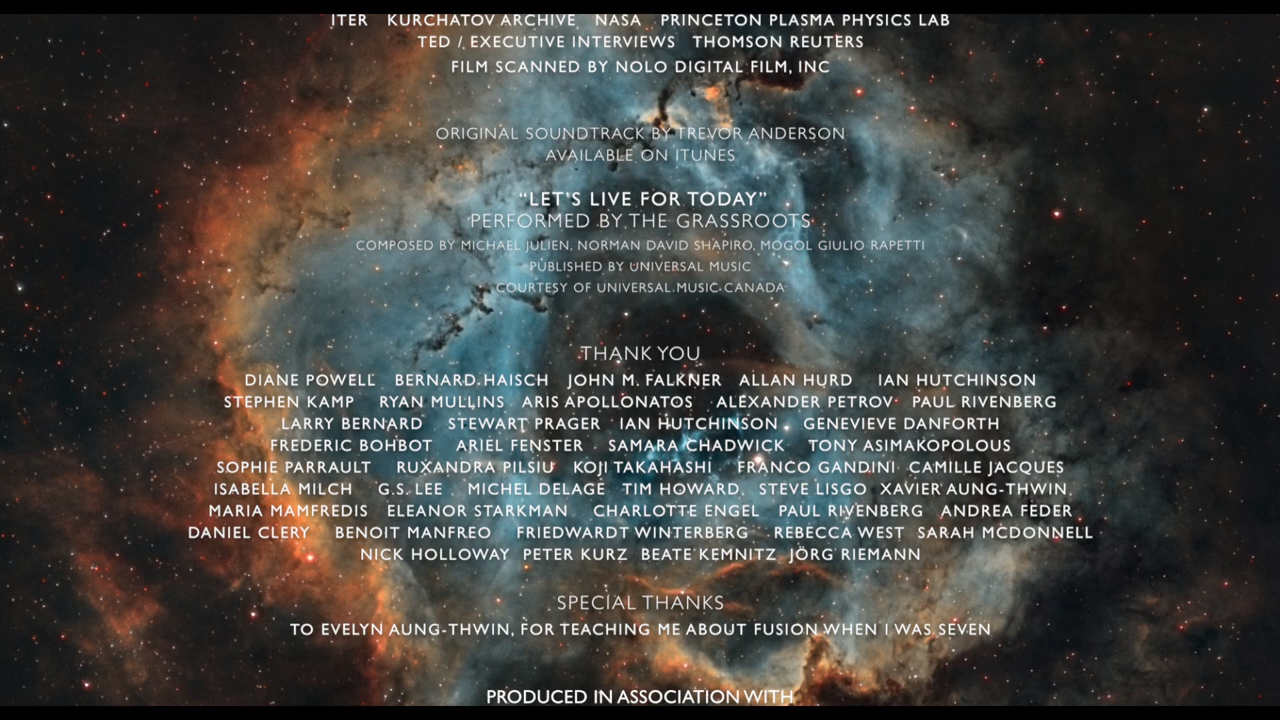 ITER KURCHATOV ARCHIVE NASA PRINCETON PLASMA PHYSICS LAB
TED / EXECUTIVE INTERVIEWS THOMSON REUTERS
FILM SCANNED BY NOLO DIGITAL FILM, INC
ORIGINAL SOUNDTRACK BY TREVOR ANDERSON
AVAILABLE ON ITUNES
“LET’S LIVE FOR TODAY”
PERFORMED BY THE GRASSROOTS
COMPOSED BY MICHAEL JULIEN, NORMAN DAVID SHAPIRO, MOGOL GIULIO RAPETTI
PUBLISHED BY UNIVERSAL MUSIC
COURTESY OF UNIVERSAL MUSIC CANADA
THANK YOU
DIANE POWELL BERNARD HAISCH JOHN M. FALKNER ALLAN HURD IAN HUTCHINSON
STEPHEN KAMP RYAN MULLINS ARIS APOLLONATOS ALEXANDER PETROV PAUL RIVENBERG
LARRY BERNARD STEWART PRAGER IAN HUTCHINSON GENEVIEVE DANFORTH
FREDERIC BOHBOT ARIEL FENSTER SAMARA CHADWICK TONY ASIMAKOPOLOUS
SOPHIE PARRAULT RUXANDRA PILSIU KOJI TAKAHASHI FRANCO GANDINI CAMILLE JACQUES
ISABELLA MILCH G.S. LEE MICHEL DELAGE TIM HOWARD STEVE LISGO XAVIER AUNG-THWIN
MARIA MAMFREDIS ELEANOR STARKMAN CHARLOTTE ENGEL PAUL RIVENBERG ANDREA FEDER
DANIEL CLERY BENOIT MANFREO FRIEDWARDT WINTERBERG REBECCA WEST SARAH MCDONNELL
NICK HOLLOWAY PETER KURZ BEATE KEMNITZ JÖRG RIEMANN
SPECIAL THANKS
TO EVELYN AUNG-THWIN, FOR TEACHING ME ABOUT FUSION WHEN I WAS SEVEN
PRODUCED IN ASSOCIATION WITH